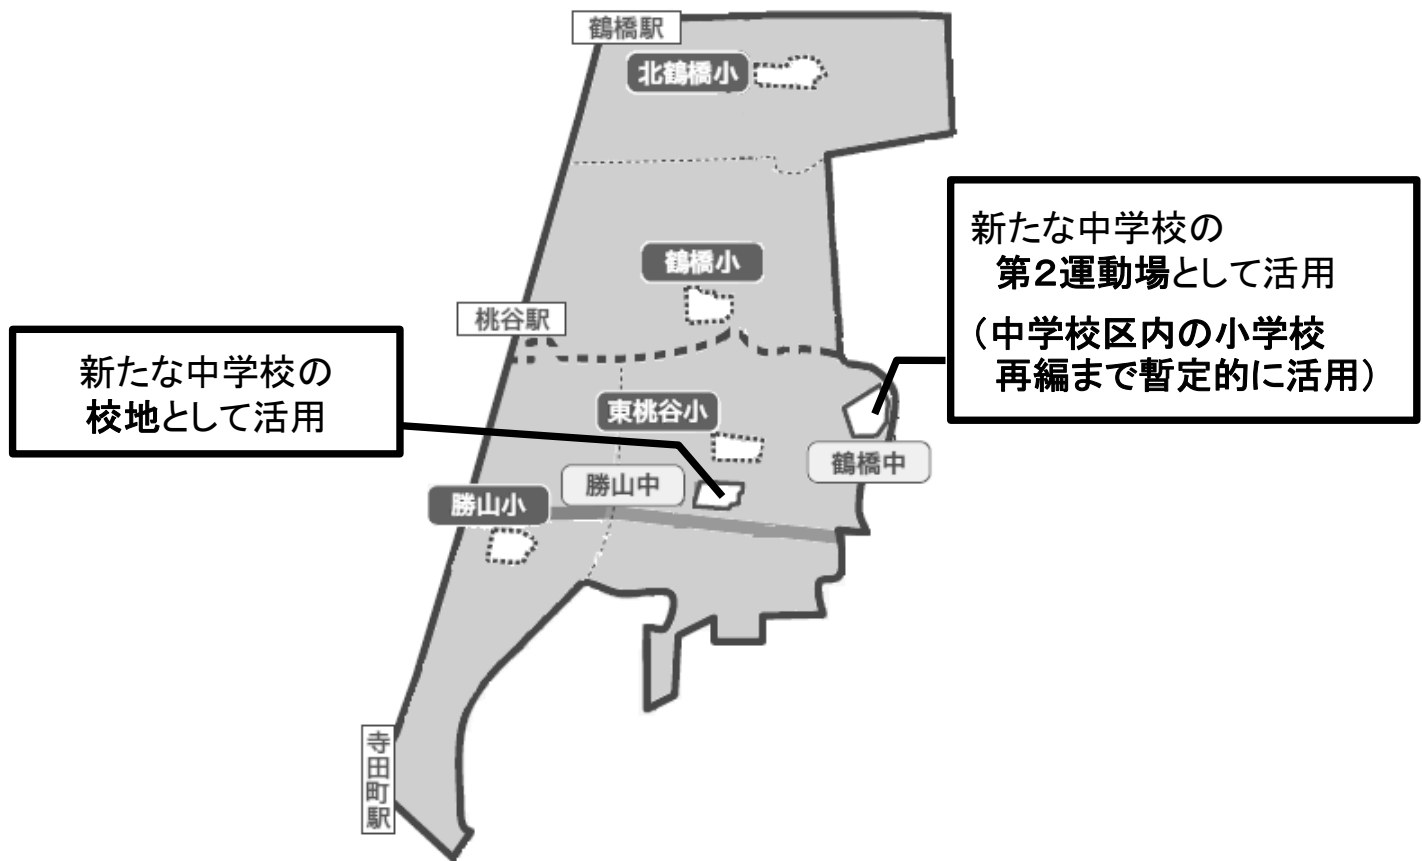 鶴橋駅
北鶴橋小
新たな中学校の
第２運動場として活用
（中学校区内の小学校
再編まで暫定的に活用）
鶴橋小
桃谷駅
新たな中学校の
校地として活用
東桃谷小
鶴橋中
勝山中
勝山小
寺田町駅